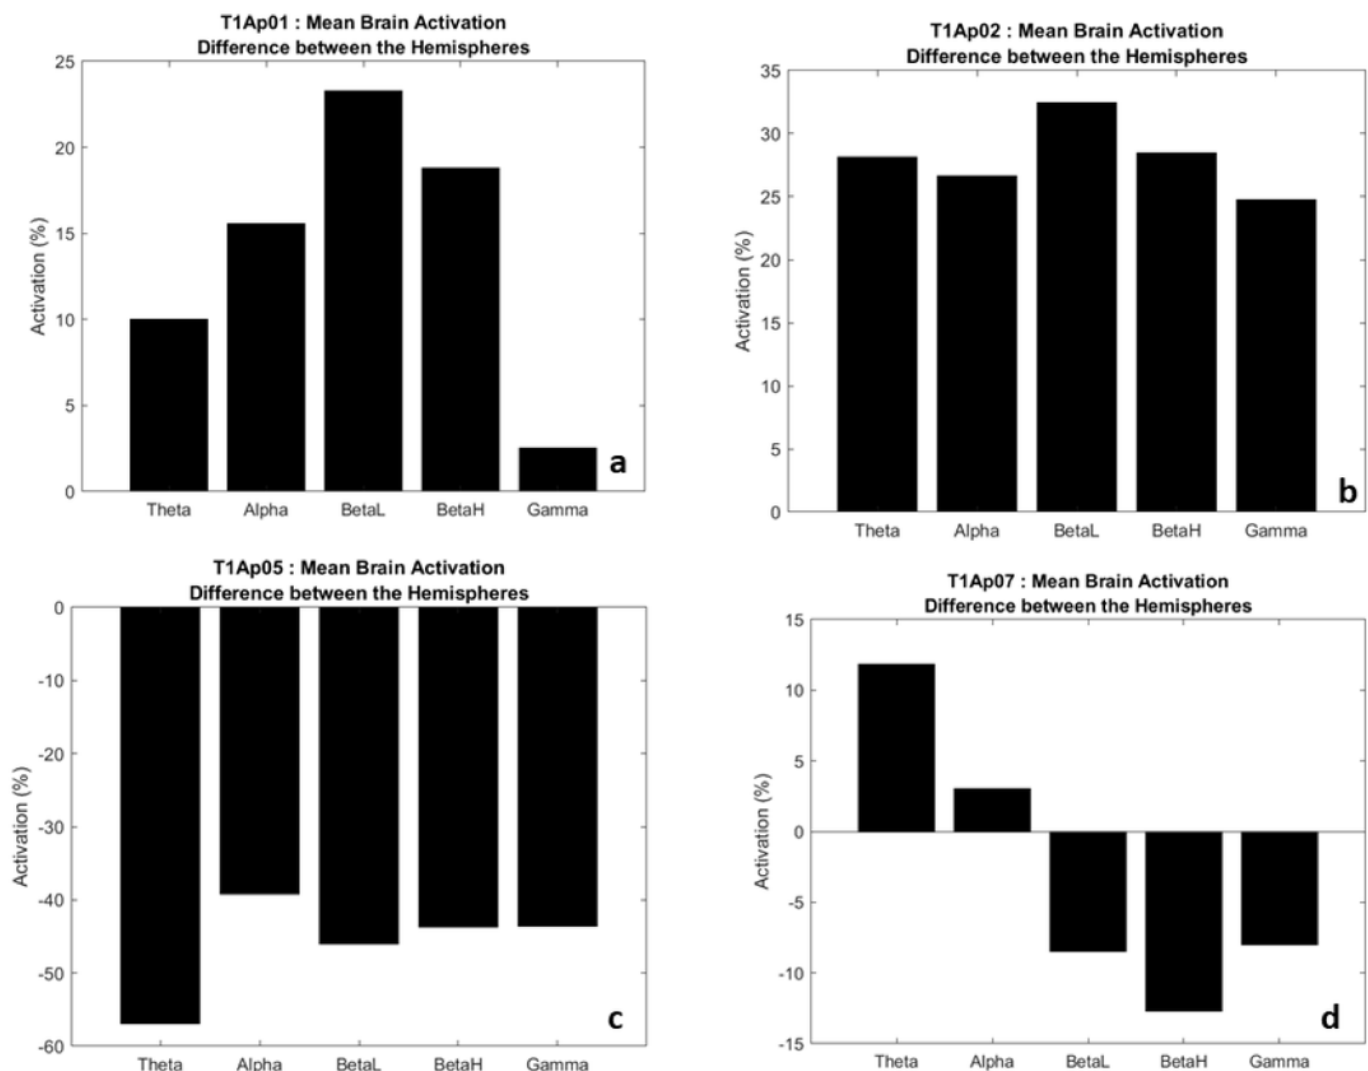 T1Ap01 : Mean Brain Activation
Difference between the Hemispheres
25
20
15
10
5
0
Activation (%)
Theta Alpha BetaL BetaH Gamma
a
T1Ap02 : Mean Brain Activation
Difference between the Hemispheres
35
30
25
20
15
10
5
0
Activation (%)
Theta Alpha BetaL BetaH Gamma
b
T1Ap05 : Mean Brain Activation
Difference between the Hemispheres
0
-10
-20
-30
-40
-50
-60
Activation (%)
Theta Alpha BetaL BetaH Gamma
c
T1Ap07 : Mean Brain Activation
Difference between the Hemispheres
15
10
5
0
-5
-10
-15
Activation (%)
Theta Alpha BetaL BetaH Gamma
d